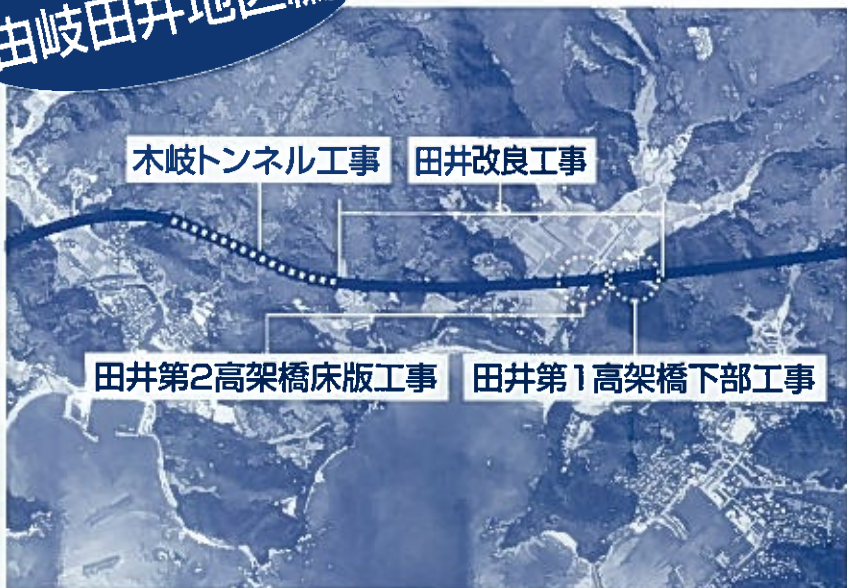 由岐田井地区
木岐トンネル工事
田井改良工事
田井第2高架橋床版工事
田井第1高架橋下部工事